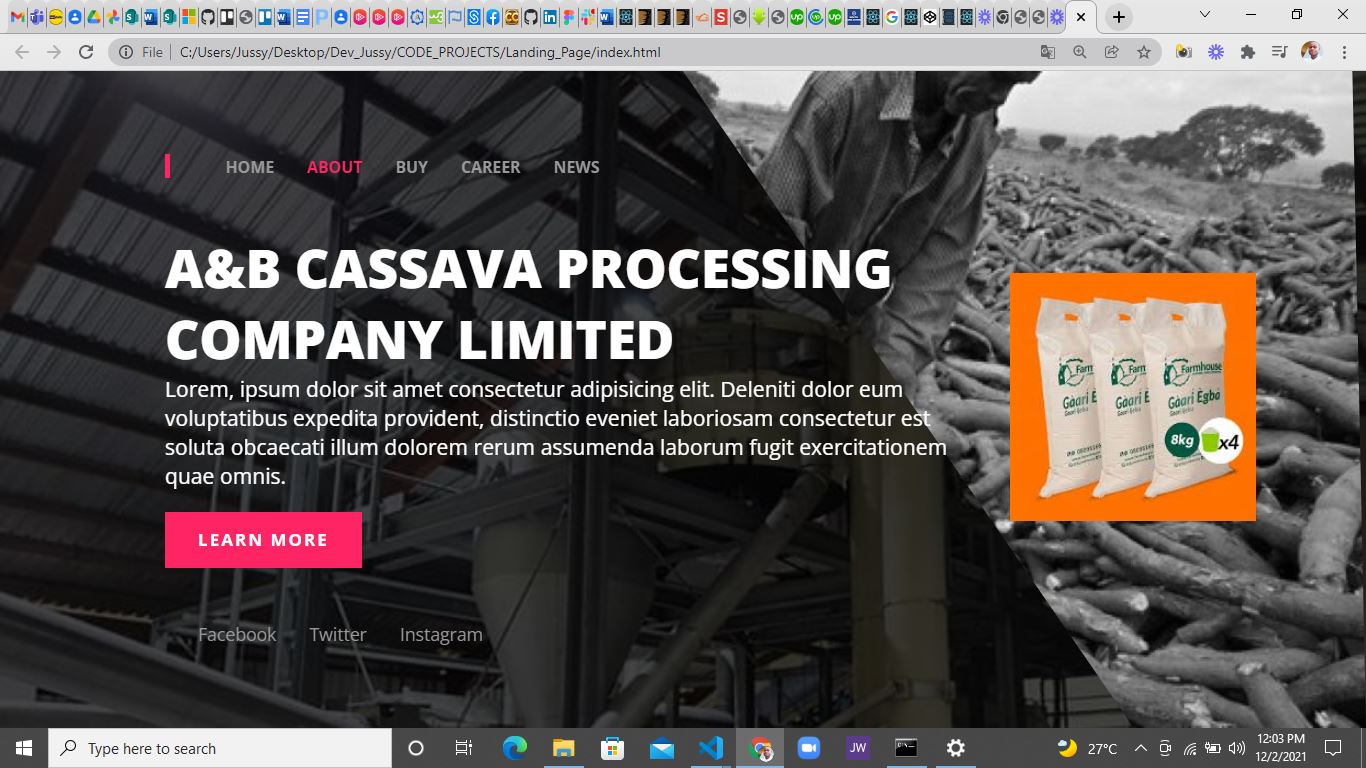 File
C:/Users/Jussy/Desktop/Dev_Jussy/CODE_PROJECTS/Landing_Page/index.html
HOME ABOUT BUY CAREER NEWS
A&B CASSAVA PROCESSING
COMPANY LIMITED
Lorem, ipsum dolor sit amet consectetur adipisicing elit. Deleniti dolor eum
voluptatibus expedita provident, distinctio eveniet laboriosam consectetur est
soluta obcaecati illum dolorem rerum assumenda laborum fugit exercitationem
quae omnis.
LEARN MORE
Facebook Twitter Instagram
Farmhouse
Gàarí Ẹ̀gbá
8kg
x4
Type here to search
JW
27°C
12:03 PM
12/2/2021